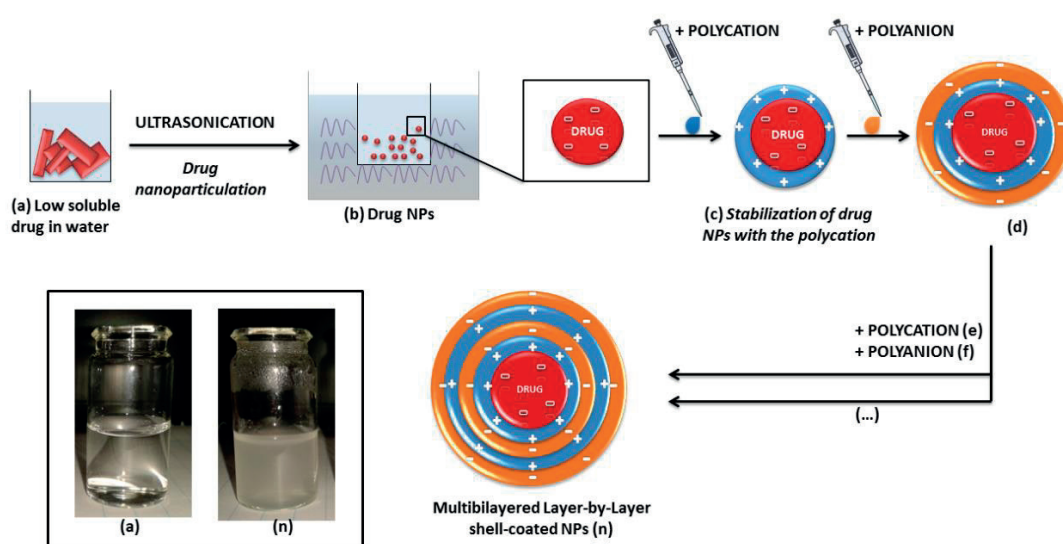 + POLYCATION
+ POLYANION
ULTRASONICATION
Drug
nanoparticulation
DRUG
DRUG
DRUG
(a) Low soluble
drug in water
(b) Drug NPs
(c) Stabilization of drug
NPs with the polycation
(d)
+ POLYCATION (e)
+ POLYANION (f)
(...)
DRUG
(a)
(n)
Multibilayered Layer-by-Layer
shell-coated NPs (n)